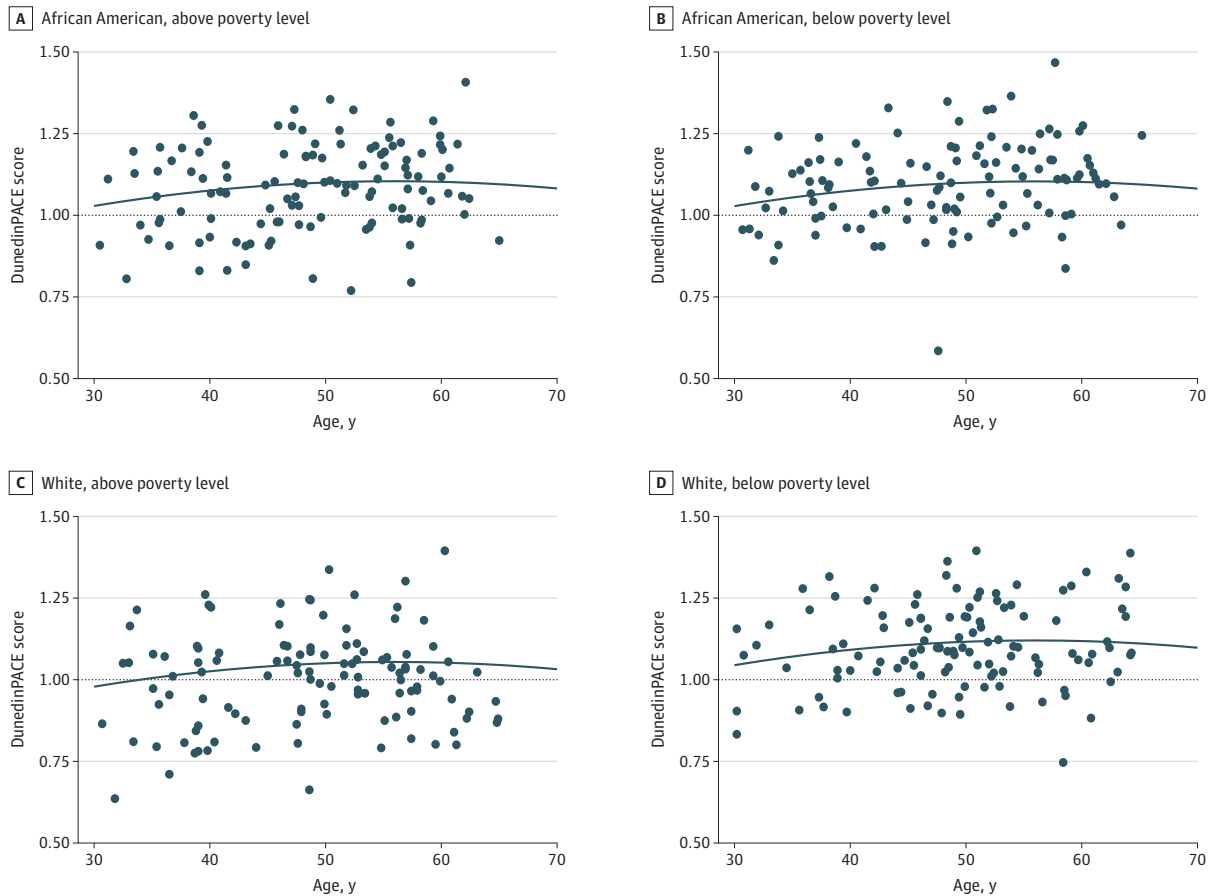 A African American, above poverty level
1.50
1.25
1.00
0.75
0.50
DunedinPACE score
30 40 50 60 70
Age, y
B African American, below poverty level
1.50
1.25
1.00
0.75
0.50
DunedinPACE score
30 40 50 60 70
Age, y
C White, above poverty level
1.50
1.25
1.00
0.75
0.50
DunedinPACE score
30 40 50 60 70
Age, y
D White, below poverty level
1.50
1.25
1.00
0.75
0.50
DunedinPACE score
30 40 50 60 70
Age, y